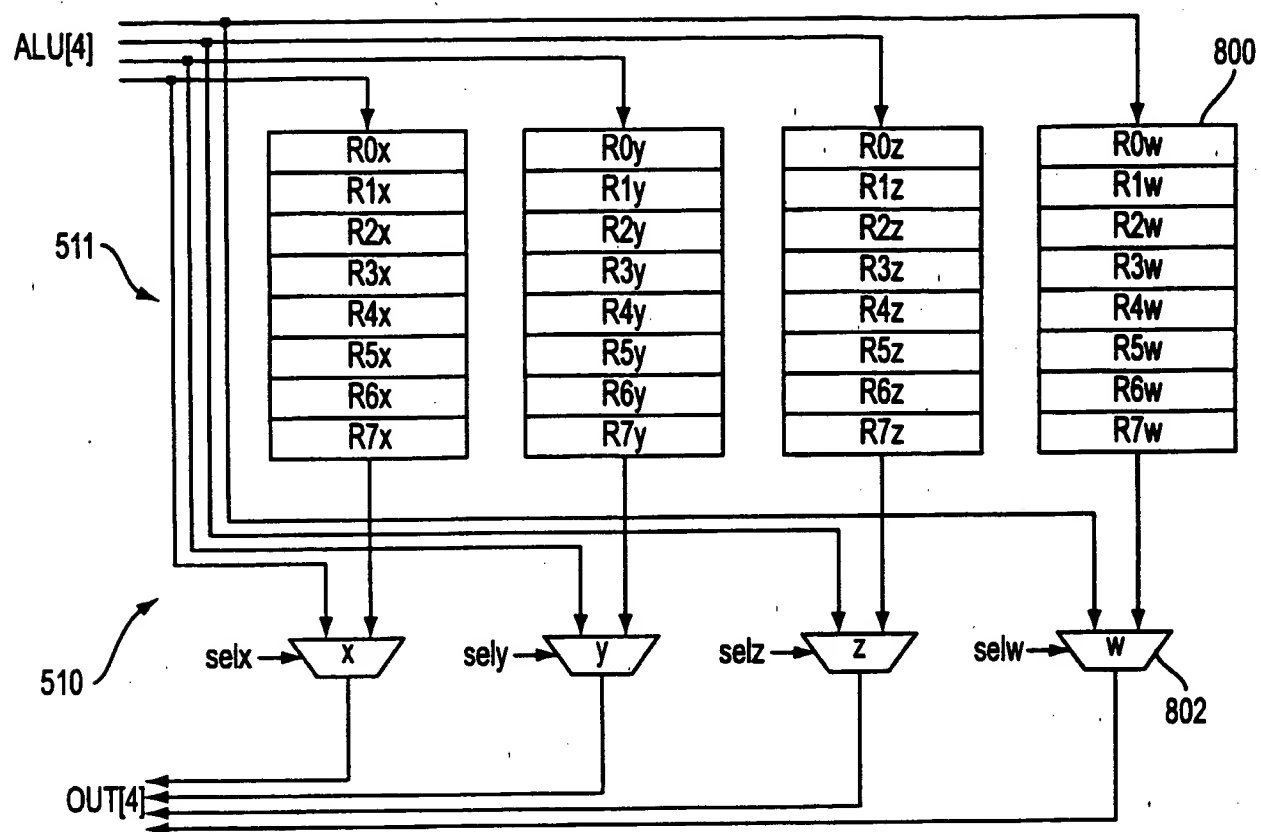 ALU[4]
800
R0x R0y R0z R0w
R1x R1y R1z R1w
R2x R2y R2z R2w
511
R3x R3y R3z R3w
R4x R4y R4z R4w
R5x R5y R5z R5w
R6x R6y R6z R6w
R7x R7y R7z R7w
selx x sely y selz z selw w
510
802
OUT[4]